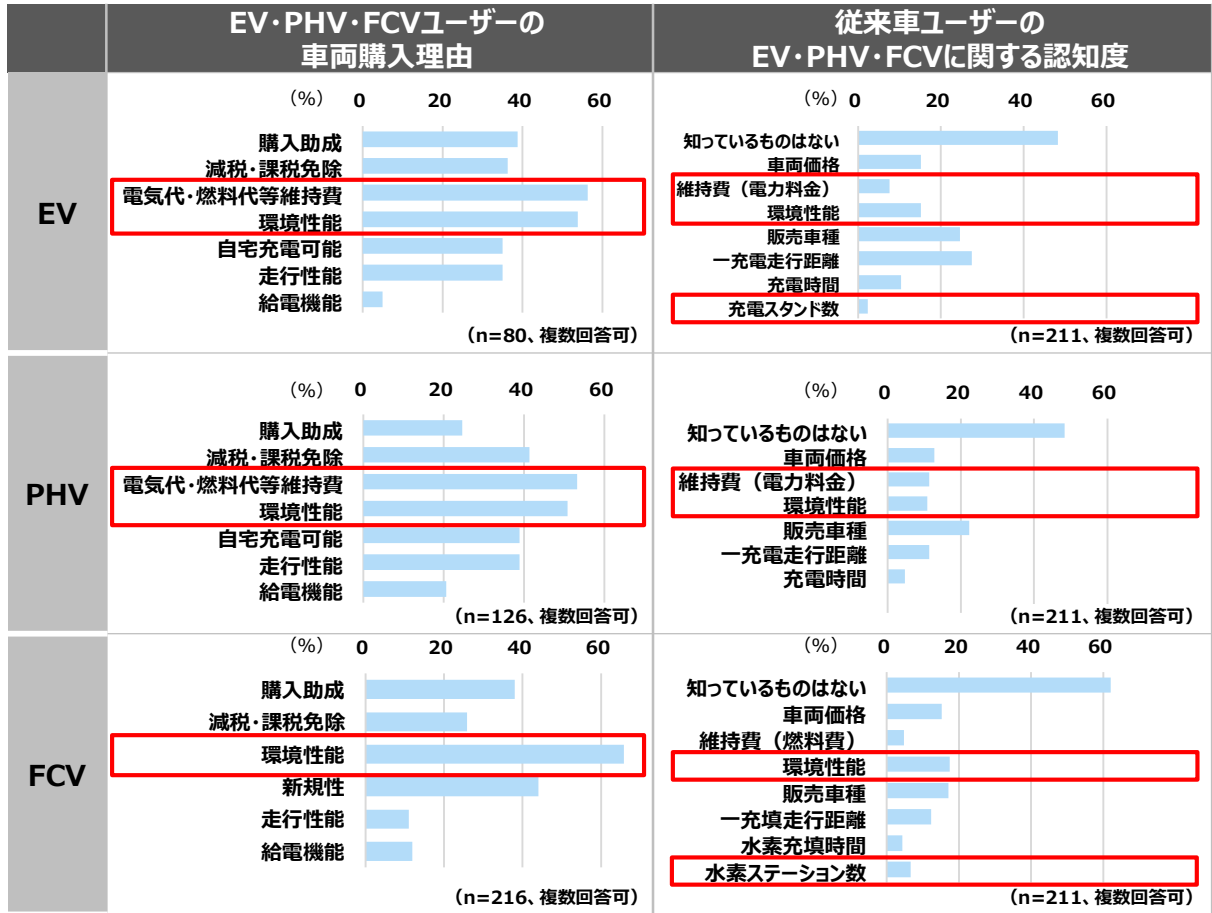 EV・PHV・FCVユーザーの
車両購入理由
従来車ユーザーの
EV・PHV・FCVに関する認知度
EV
（%） 0 20 40 60
購入助成
減税・課税免除
電気代・燃料代等維持費
環境性能
自宅充電可能
走行性能
給電機能
（n=80、複数回答可）
（%） 0 20 40 60
知っているものはない
車両価格
維持費（電力料金）
環境性能
販売車種
一充電走行距離
充電時間
充電スタンド数
（n=211、複数回答可）
PHV
（%） 0 20 40 60
購入助成
減税・課税免除
電気代・燃料代等維持費
環境性能
自宅充電可能
走行性能
給電機能
（n=126、複数回答可）
（%） 0 20 40 60
知っているものはない
車両価格
維持費（電力料金）
環境性能
販売車種
一充電走行距離
充電時間
（n=211、複数回答可）
FCV
（%） 0 20 40 60
購入助成
減税・課税免除
環境性能
新規性
走行性能
給電機能
（n=216、複数回答可）
（%） 0 20 40 60
知っているものはない
車両価格
維持費（燃料費）
環境性能
販売車種
一充填走行距離
水素充填時間
水素ステーション数
（n=211、複数回答可）